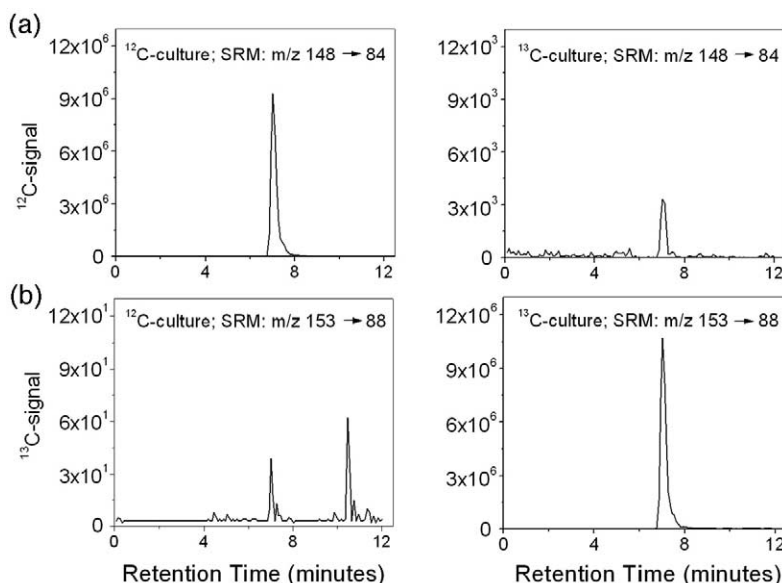 (a)
¹²C-culture; SRM: m/z 148 → 84
12x10⁶
9x10⁶
6x10⁶
3x10⁶
0
¹²C-signal
0 4 8 12
¹³C-culture; SRM: m/z 148 → 84
12x10³
9x10³
6x10³
3x10³
0
0 4 8 12
(b)
¹²C-culture; SRM: m/z 153 → 88
12x10¹
9x10¹
6x10¹
3x10¹
0
¹³C-signal
0 4 8 12
Retention Time (minutes)
¹³C-culture; SRM: m/z 153 → 88
12x10⁶
9x10⁶
6x10⁶
3x10⁶
0
0 4 8 12
Retention Time (minutes)